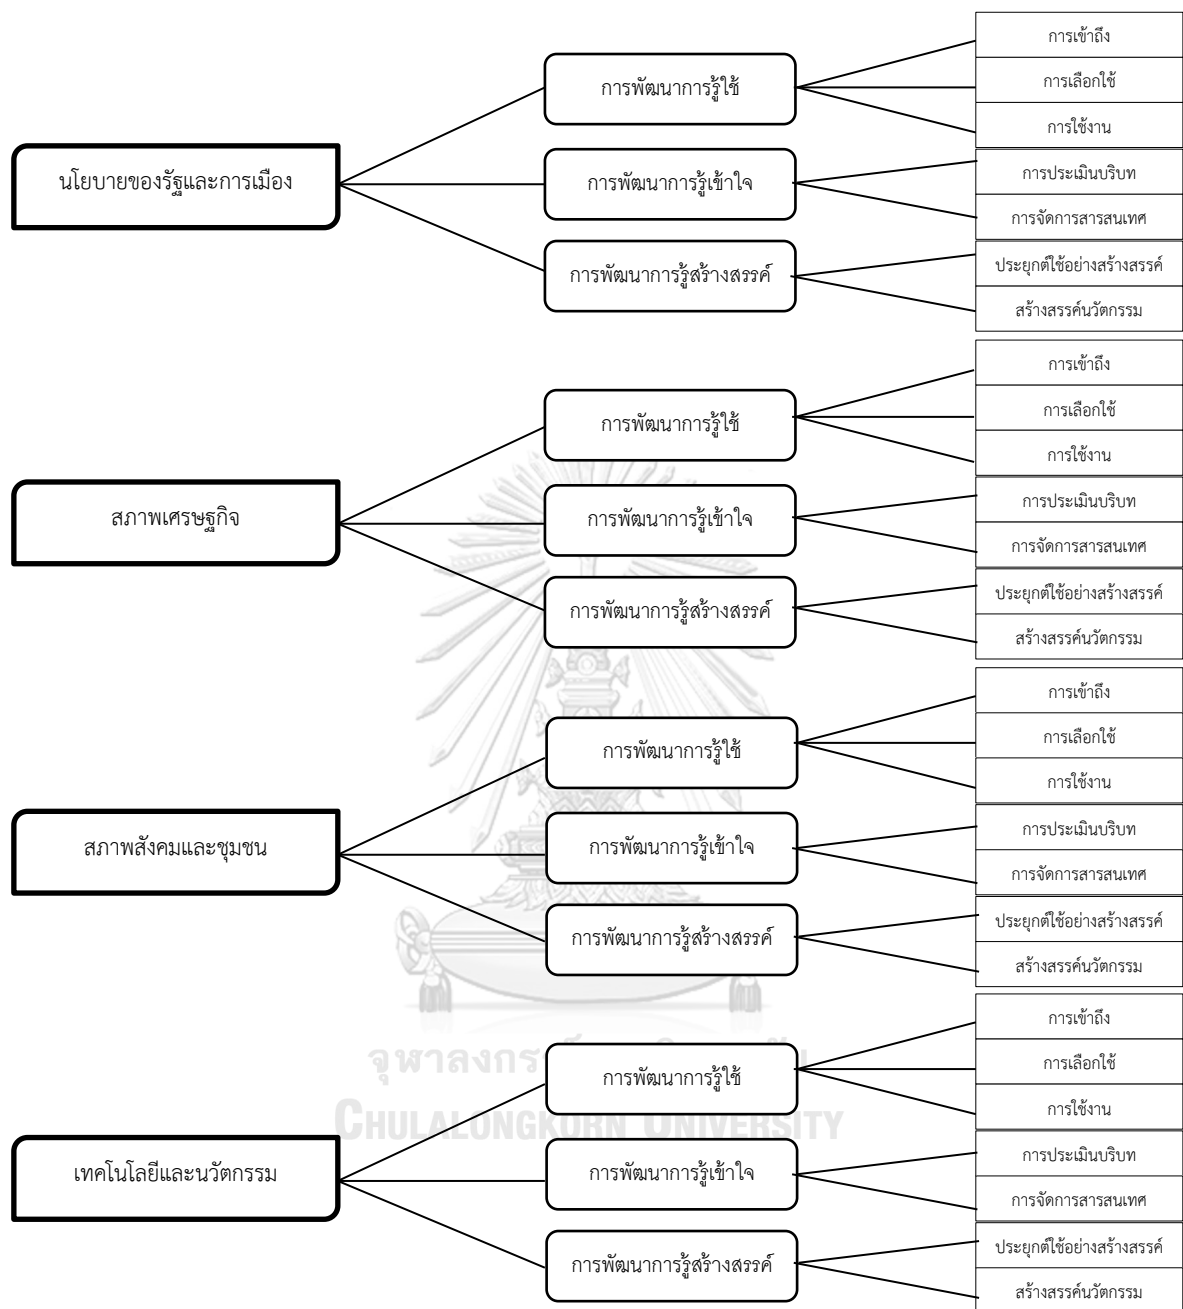 นโยบายของรัฐและการเมือง
การพัฒนาการรู้ใช้
การเข้าถึง
การเลือกใช้
การใช้งาน
การพัฒนาการรู้เข้าใจ
การประเมินบริบท
การจัดการสารสนเทศ
การพัฒนาการรู้สร้างสรรค์
ประยุกต์ใช้อย่างสร้างสรรค์
สร้างสรรค์นวัตกรรม
สภาพเศรษฐกิจ
การพัฒนาการรู้ใช้
การเข้าถึง
การเลือกใช้
การใช้งาน
การพัฒนาการรู้เข้าใจ
การประเมินบริบท
การจัดการสารสนเทศ
การพัฒนาการรู้สร้างสรรค์
ประยุกต์ใช้อย่างสร้างสรรค์
สร้างสรรค์นวัตกรรม
สภาพสังคมและชุมชน
การพัฒนาการรู้ใช้
การเข้าถึง
การเลือกใช้
การใช้งาน
การพัฒนาการรู้เข้าใจ
การประเมินบริบท
การจัดการสารสนเทศ
การพัฒนาการรู้สร้างสรรค์
ประยุกต์ใช้อย่างสร้างสรรค์
สร้างสรรค์นวัตกรรม
เทคโนโลยีและนวัตกรรม
การพัฒนาการรู้ใช้
การเข้าถึง
การเลือกใช้
การใช้งาน
การพัฒนาการรู้เข้าใจ
การประเมินบริบท
การจัดการสารสนเทศ
การพัฒนาการรู้สร้างสรรค์
ประยุกต์ใช้อย่างสร้างสรรค์
สร้างสรรค์นวัตกรรม
CHULALONGKORN UNIVERSITY